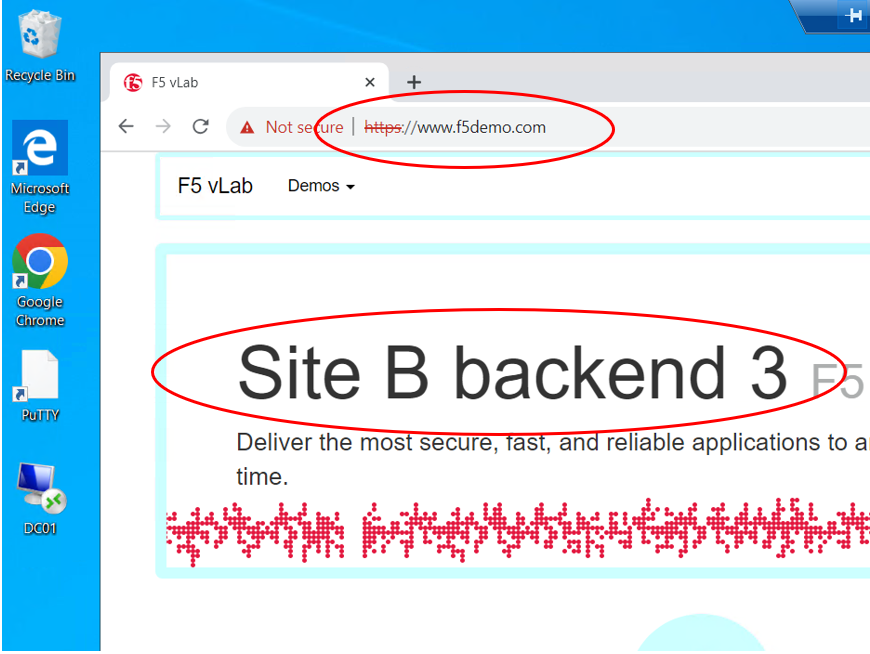 Recycle Bin
F5 vLab
Not secure | https://www.f5demo.com
Microsoft
Edge
F5 vLab Demos
Google
Chrome
Site B backend 3 F5
PuTTY
Deliver the most secure, fast, and reliable applications to
time.
DC01